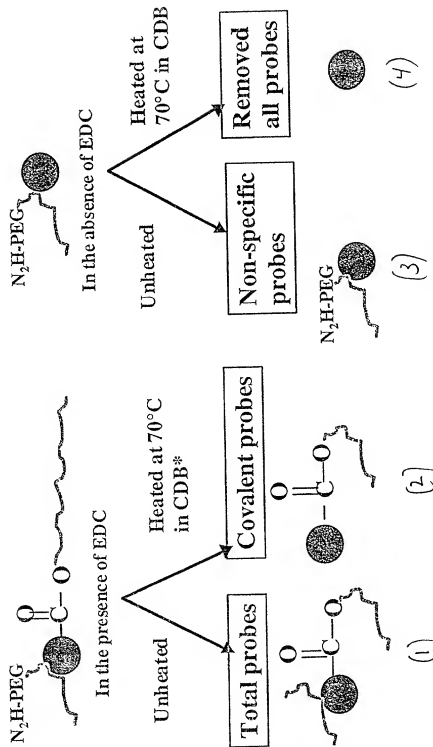 N₂H-PEG
O
C
O
In the presence of EDC
Unheated
Heated at 70°C
in CDB*
Total probes
Covalent probes
O
C
O
O
C
O
(1)
(2)
N₂H-PEG
In the absence of EDC
Unheated
Heated at
70°C in CDB
Non-specific
probes
Removed
all probes
N₂H-PEG
(3)
(4)